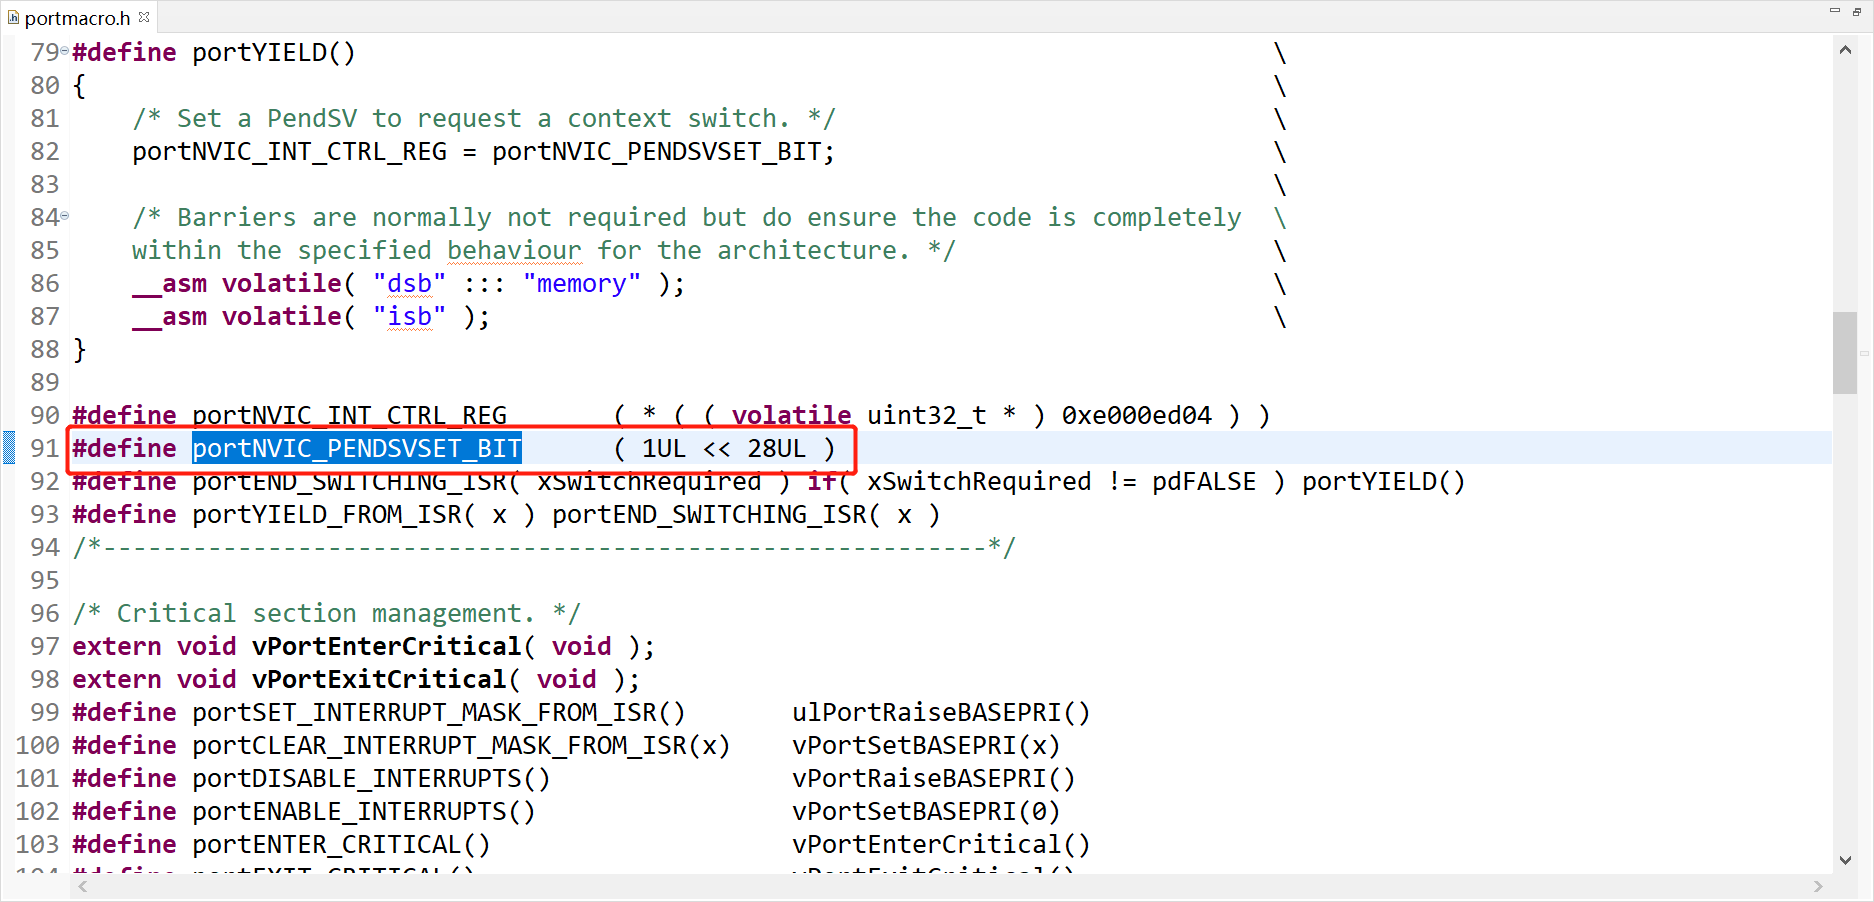 portmacro.h
79 #define portYIELD() \
80 { \
81 /* Set a PendSV to request a context switch. */ \
82 portNVIC_INT_CTRL_REG = portNVIC_PENDSVSET_BIT; \
83 \
84 /* Barriers are normally not required but do ensure the code is completely \
85 within the specified behaviour for the architecture. */ \
86 __asm volatile( "dsb" ::: "memory" ); \
87 __asm volatile( "isb" ); \
88 }
89
90 #define portNVIC_INT_CTRL_REG ( * ( ( volatile uint32_t * ) 0xe000ed04 ) )
91 #define portNVIC_PENDSVSET_BIT ( 1UL << 28UL )
92 #define portEND_SWITCHING_ISR( xSwitchRequired ) if( xSwitchRequired != pdFALSE ) portYIELD()
93 #define portYIELD_FROM_ISR( x ) portEND_SWITCHING_ISR( x )
94 /*-----------------------------------------------------------*/
95
96 /* Critical section management. */
97 extern void vPortEnterCritical( void );
98 extern void vPortExitCritical( void );
99 #define portSET_INTERRUPT_MASK_FROM_ISR() ulPortRaiseBASEPRI()
100 #define portCLEAR_INTERRUPT_MASK_FROM_ISR(x) vPortSetBASEPRI(x)
101 #define portDISABLE_INTERRUPTS() vPortRaiseBASEPRI()
102 #define portENABLE_INTERRUPTS() vPortSetBASEPRI(0)
103 #define portENTER_CRITICAL() vPortEnterCritical()
104 #define portEXIT_CRITICAL() vPortExitCritical()